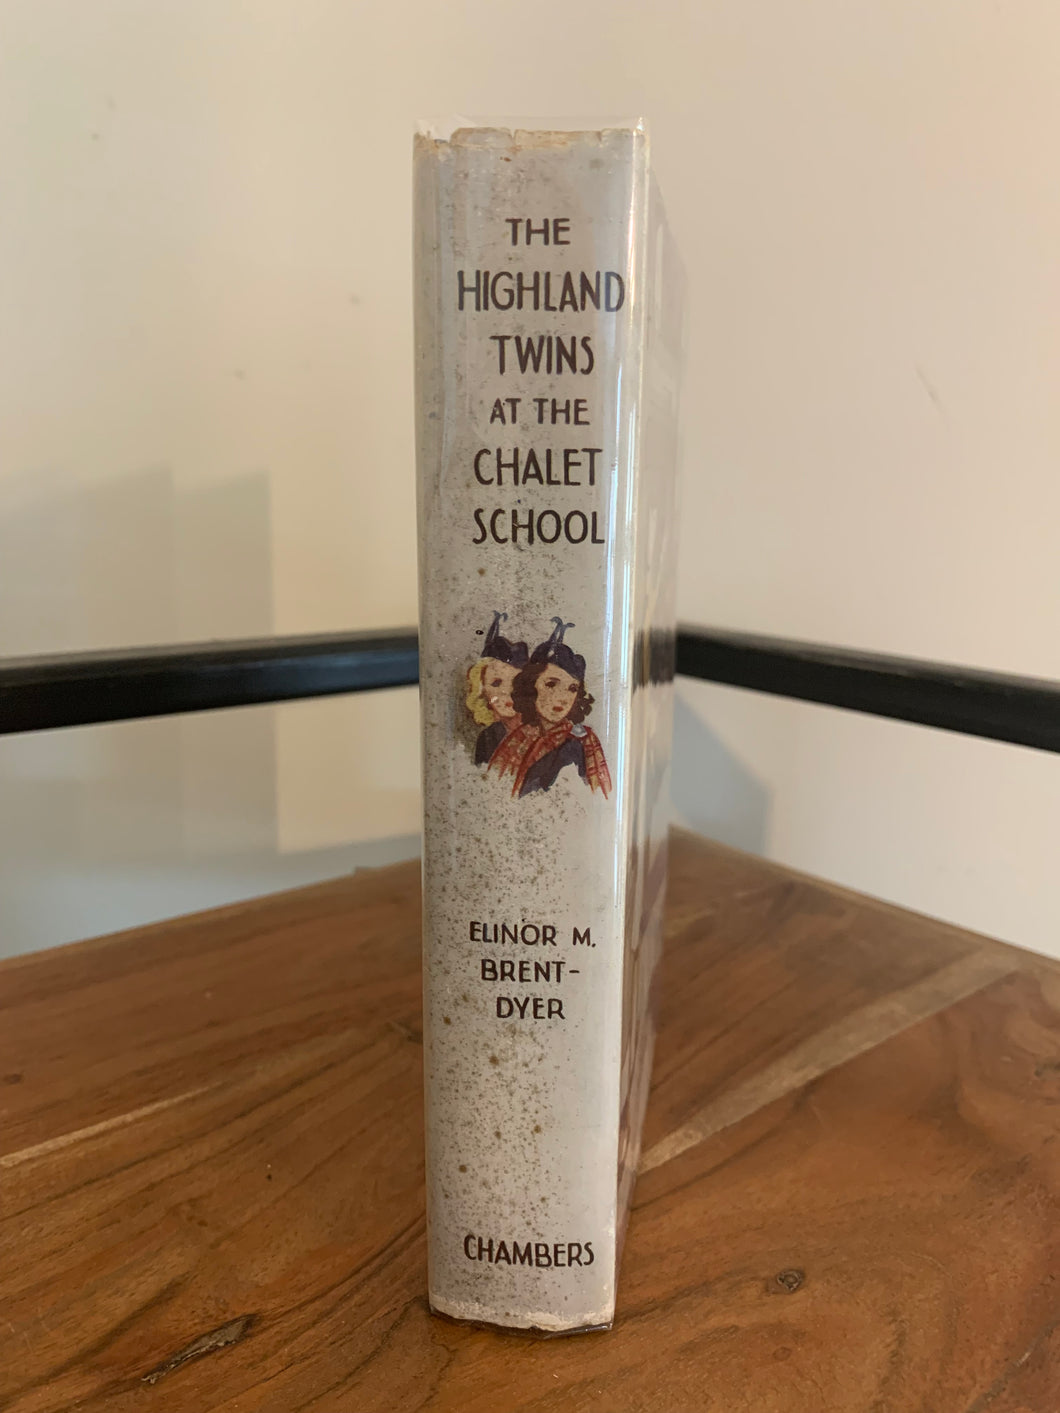 THE
HIGHLAND
TWINS
AT THE
CHALET
SCHOOL
ELINOR M.
BRENT-
DYER
CHAMBERS